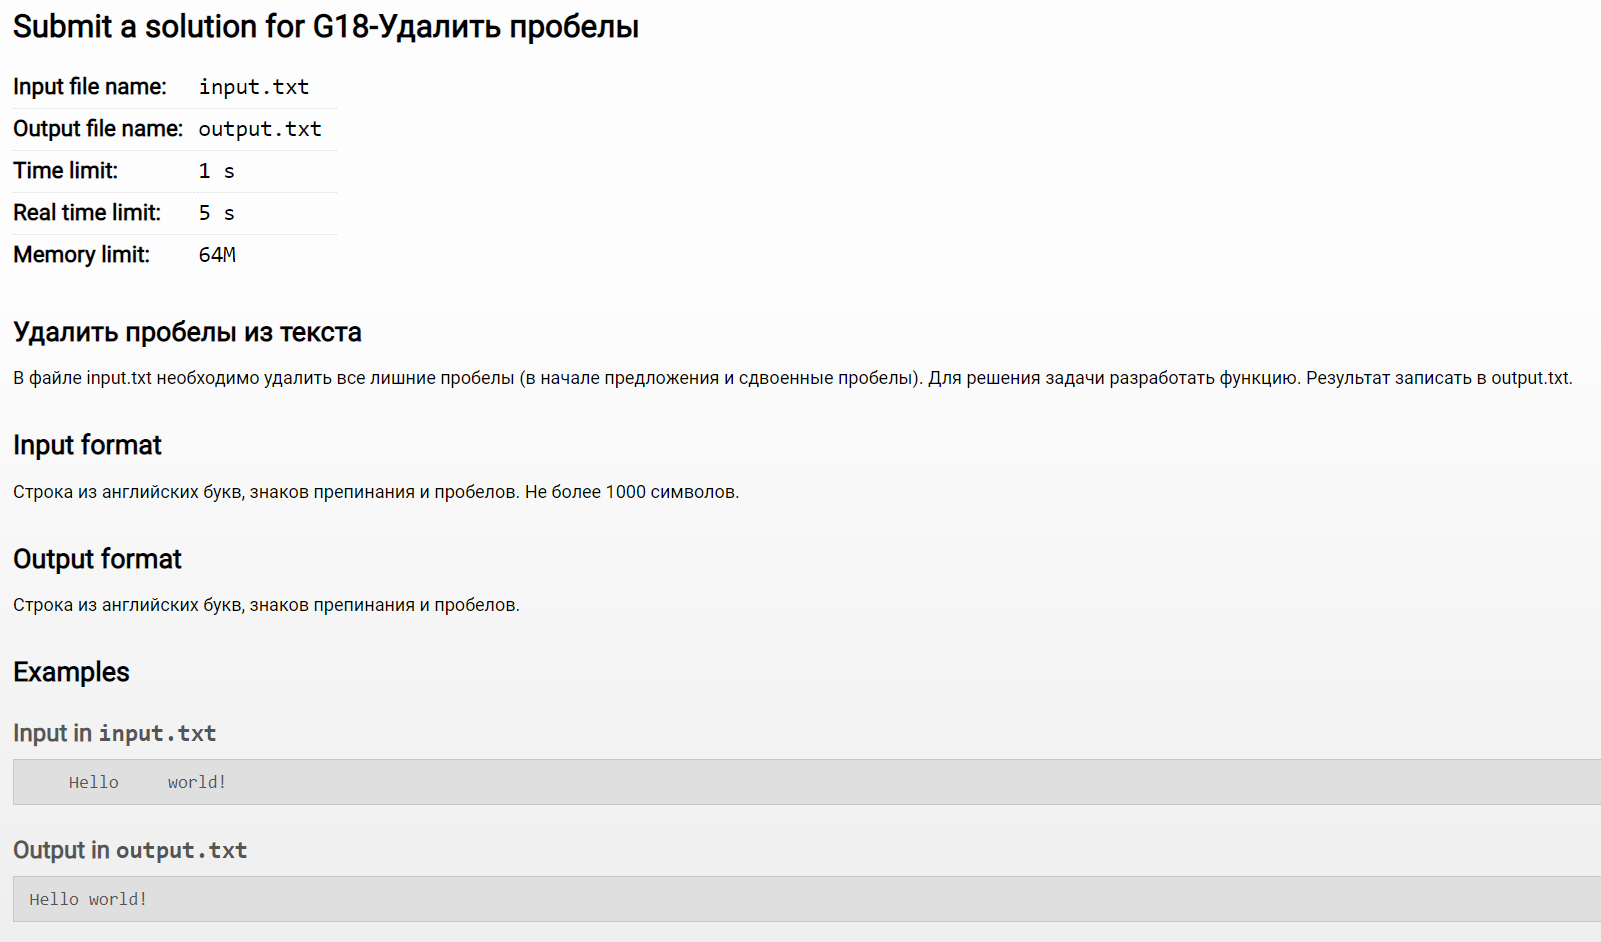 Submit a solution for G18-Удалить пробелы
Input file name: input.txt
Output file name: output.txt
Time limit: 1 s
Real time limit: 5 s
Memory limit: 64M
Удалить пробелы из текста
В файле input.txt необходимо удалить все лишние пробелы (в начале предложения и сдвоенные пробелы). Для решения задачи разработать функцию. Результат записать в output.txt.
Input format
Строка из английских букв, знаков препинания и пробелов. Не более 1000 символов.
Output format
Строка из английских букв, знаков препинания и пробелов.
Examples
Input in input.txt
    Hello     world!
Output in output.txt
Hello world!